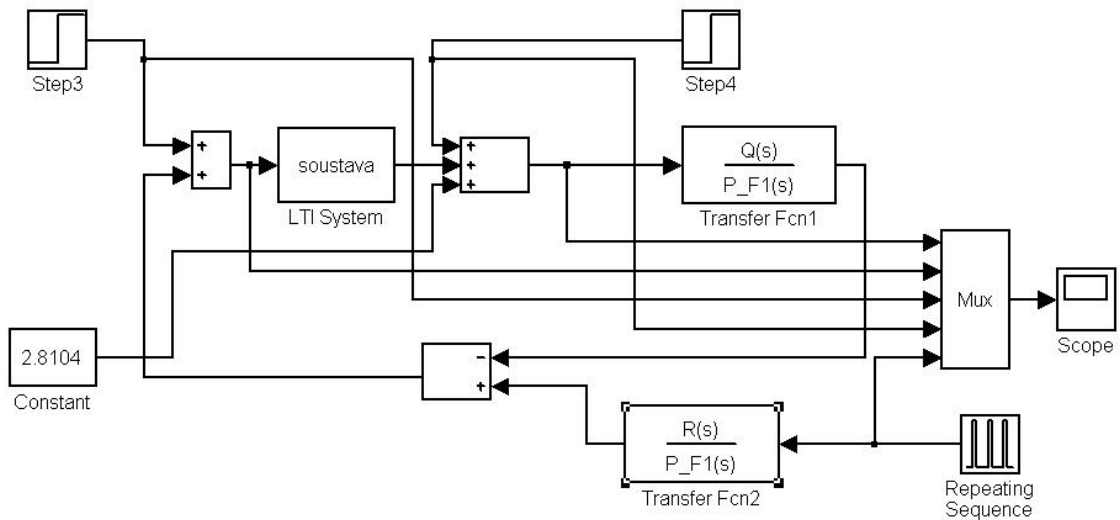 Step3
Step4
+
+
soustava
LTI System
+
+
+
Q(s)
P_F1(s)
Transfer Fcn1
Mux
Scope
2.8104
Constant
-
+
R(s)
P_F1(s)
Transfer Fcn2
Repeating
Sequence